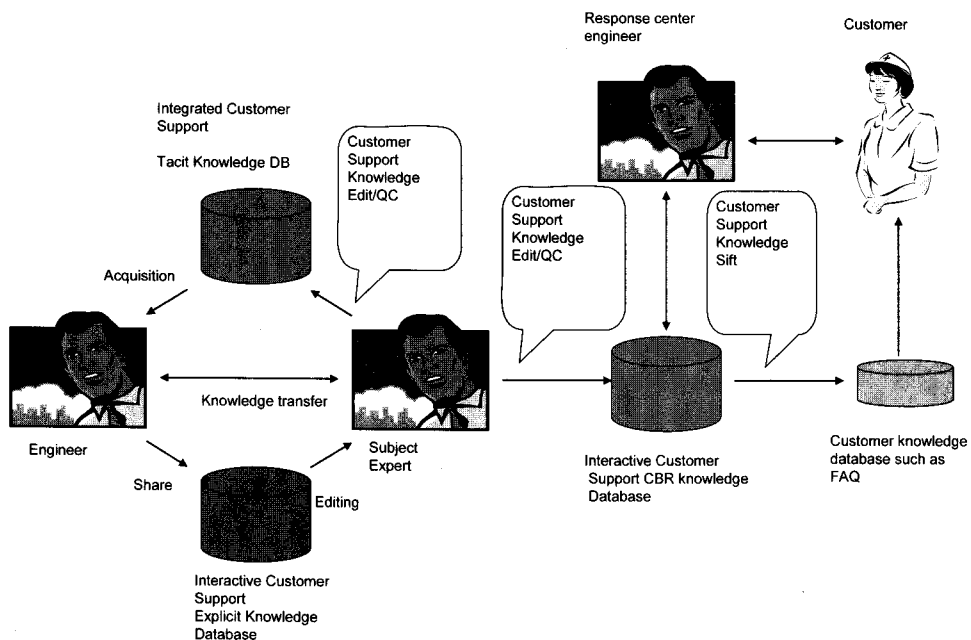 Response center
engineer
Customer
Integrated Customer
Support
Tacit Knowledge DB
Customer
Support
Knowledge
Edit/QC
Customer
Support
Knowledge
Edit/QC
Customer
Support
Knowledge
Sift
Acquisition
Knowledge transfer
Engineer
Subject
Expert
Share
Editing
Interactive Customer
Support
Explicit Knowledge
Database
Interactive Customer
Support CBR knowledge
Database
Customer knowledge
database such as
FAQ